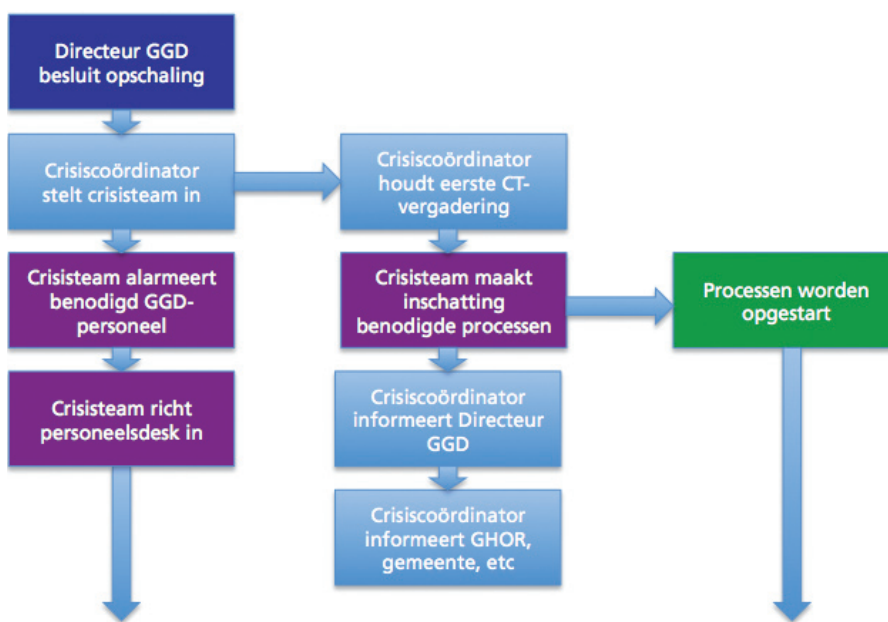 Directeur GGD
besluit opschaling
Crisiscoördinator
stelt crisisteam in
Crisiscoördinator
houdt eerste CT-
vergadering
Crisisteam alarmeert
benodigd GGD-
personeel
Crisisteam maakt
inschatting
benodigde processen
Processen worden
opgestart
Crisisteam richt
personeelsdesk in
Crisiscoördinator
informeert Directeur
GGD
Crisiscoördinator
informeert GHOR,
gemeente, etc